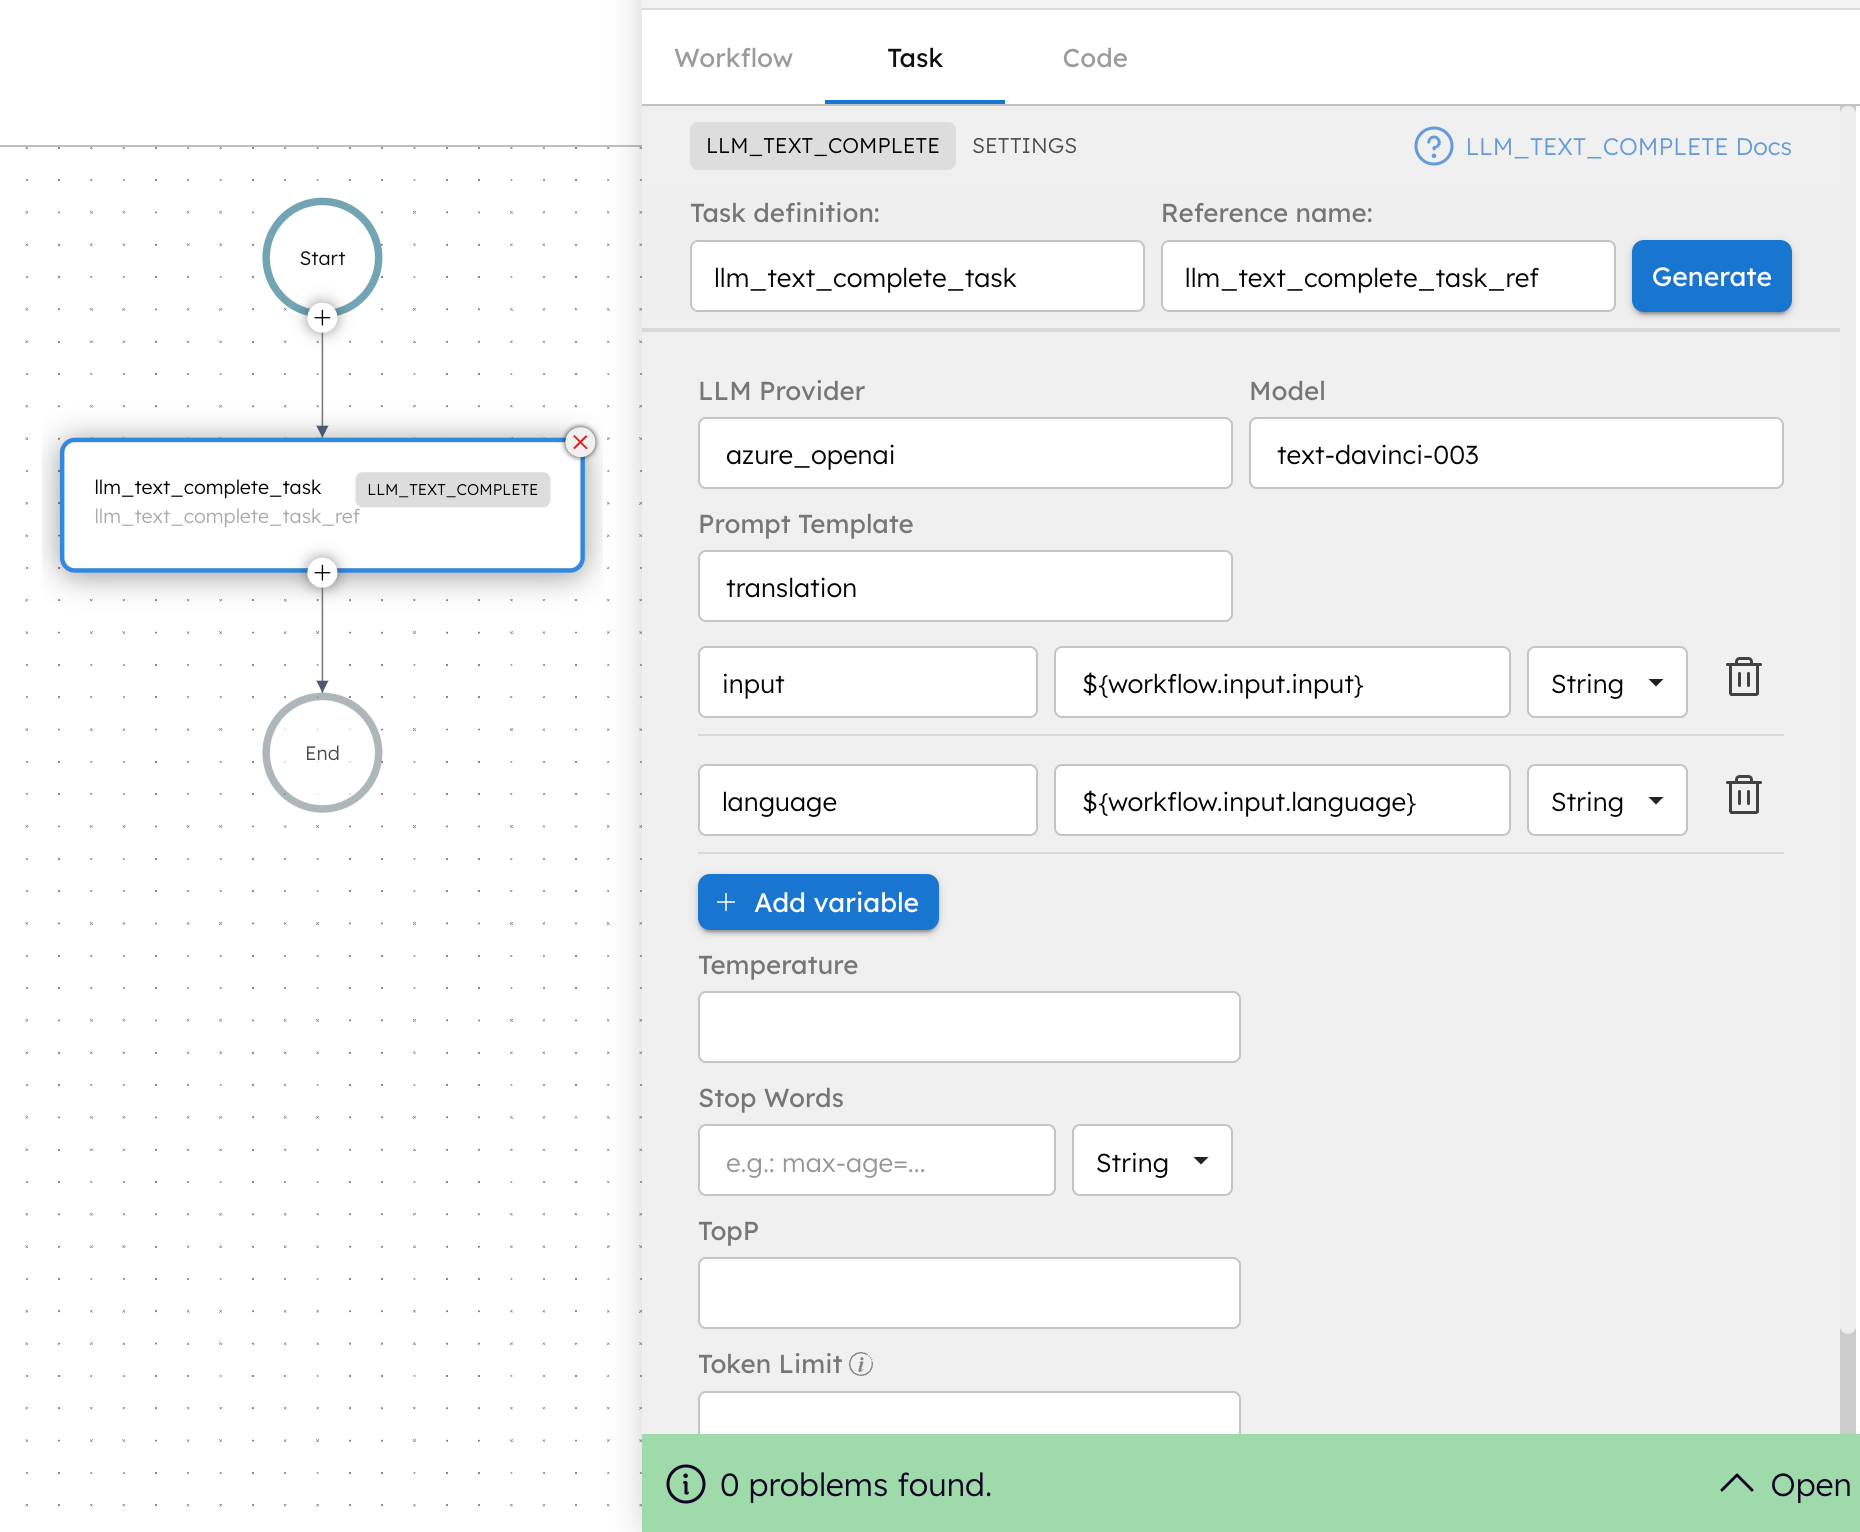 Workflow
Task
Code
LLM_TEXT_COMPLETE
SETTINGS
LLM_TEXT_COMPLETE Docs
Task definition:
Reference name:
llm_text_complete_task
llm_text_complete_task_ref
Generate
LLM Provider
Model
azure_openai
text-davinci-003
Prompt Template
translation
input
${workflow.input.input}
String
language
${workflow.input.language}
String
+ Add variable
Temperature
Stop Words
e.g.: max-age=...
String
TopP
Token Limit
0 problems found.
Open
Start
llm_text_complete_task
LLM_TEXT_COMPLETE
llm_text_complete_task_ref
End